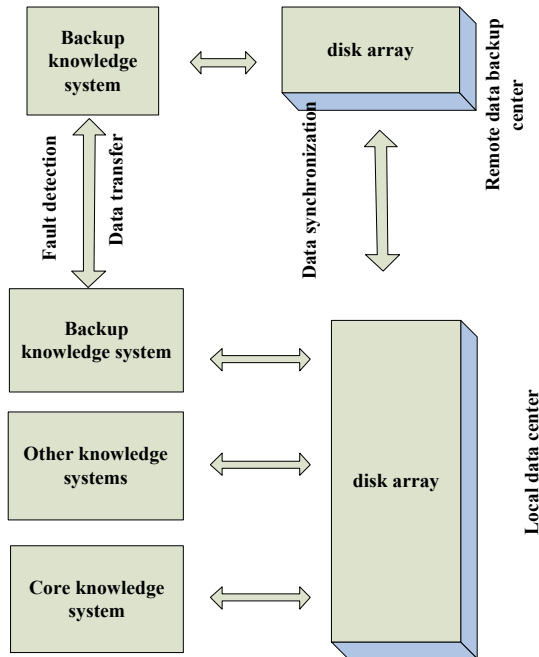 Backup
knowledge
system
disk array
Remote data backup
center
Fault detection
Data transfer
Data synchronization
Backup
knowledge system
Other knowledge
systems
disk array
Core knowledge
system
Local data center